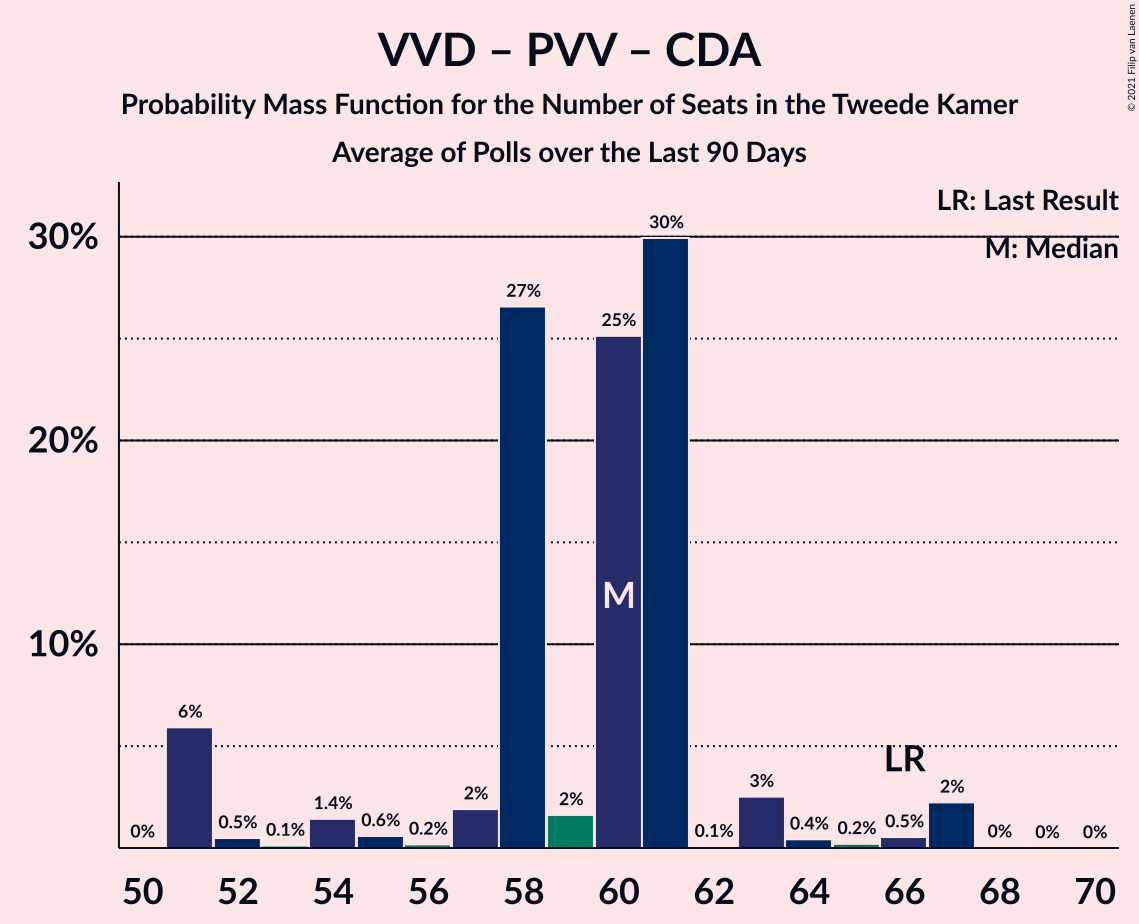 VVD – PVV – CDA
Probability Mass Function for the Number of Seats in the Tweede Kamer
Average of Polls over the Last 90 Days
© 2021 Filip van Laenen
LR: Last Result
M: Median
30%
20%
10%
0%
6%
0.5%
0.1%
1.4%
0.6%
0.2%
2%
27%
2%
25%
30%
0.1%
3%
0.4%
0.2%
0.5%
2%
0%
0%
0%
M
LR
50 52 54 56 58 60 62 64 66 68 70